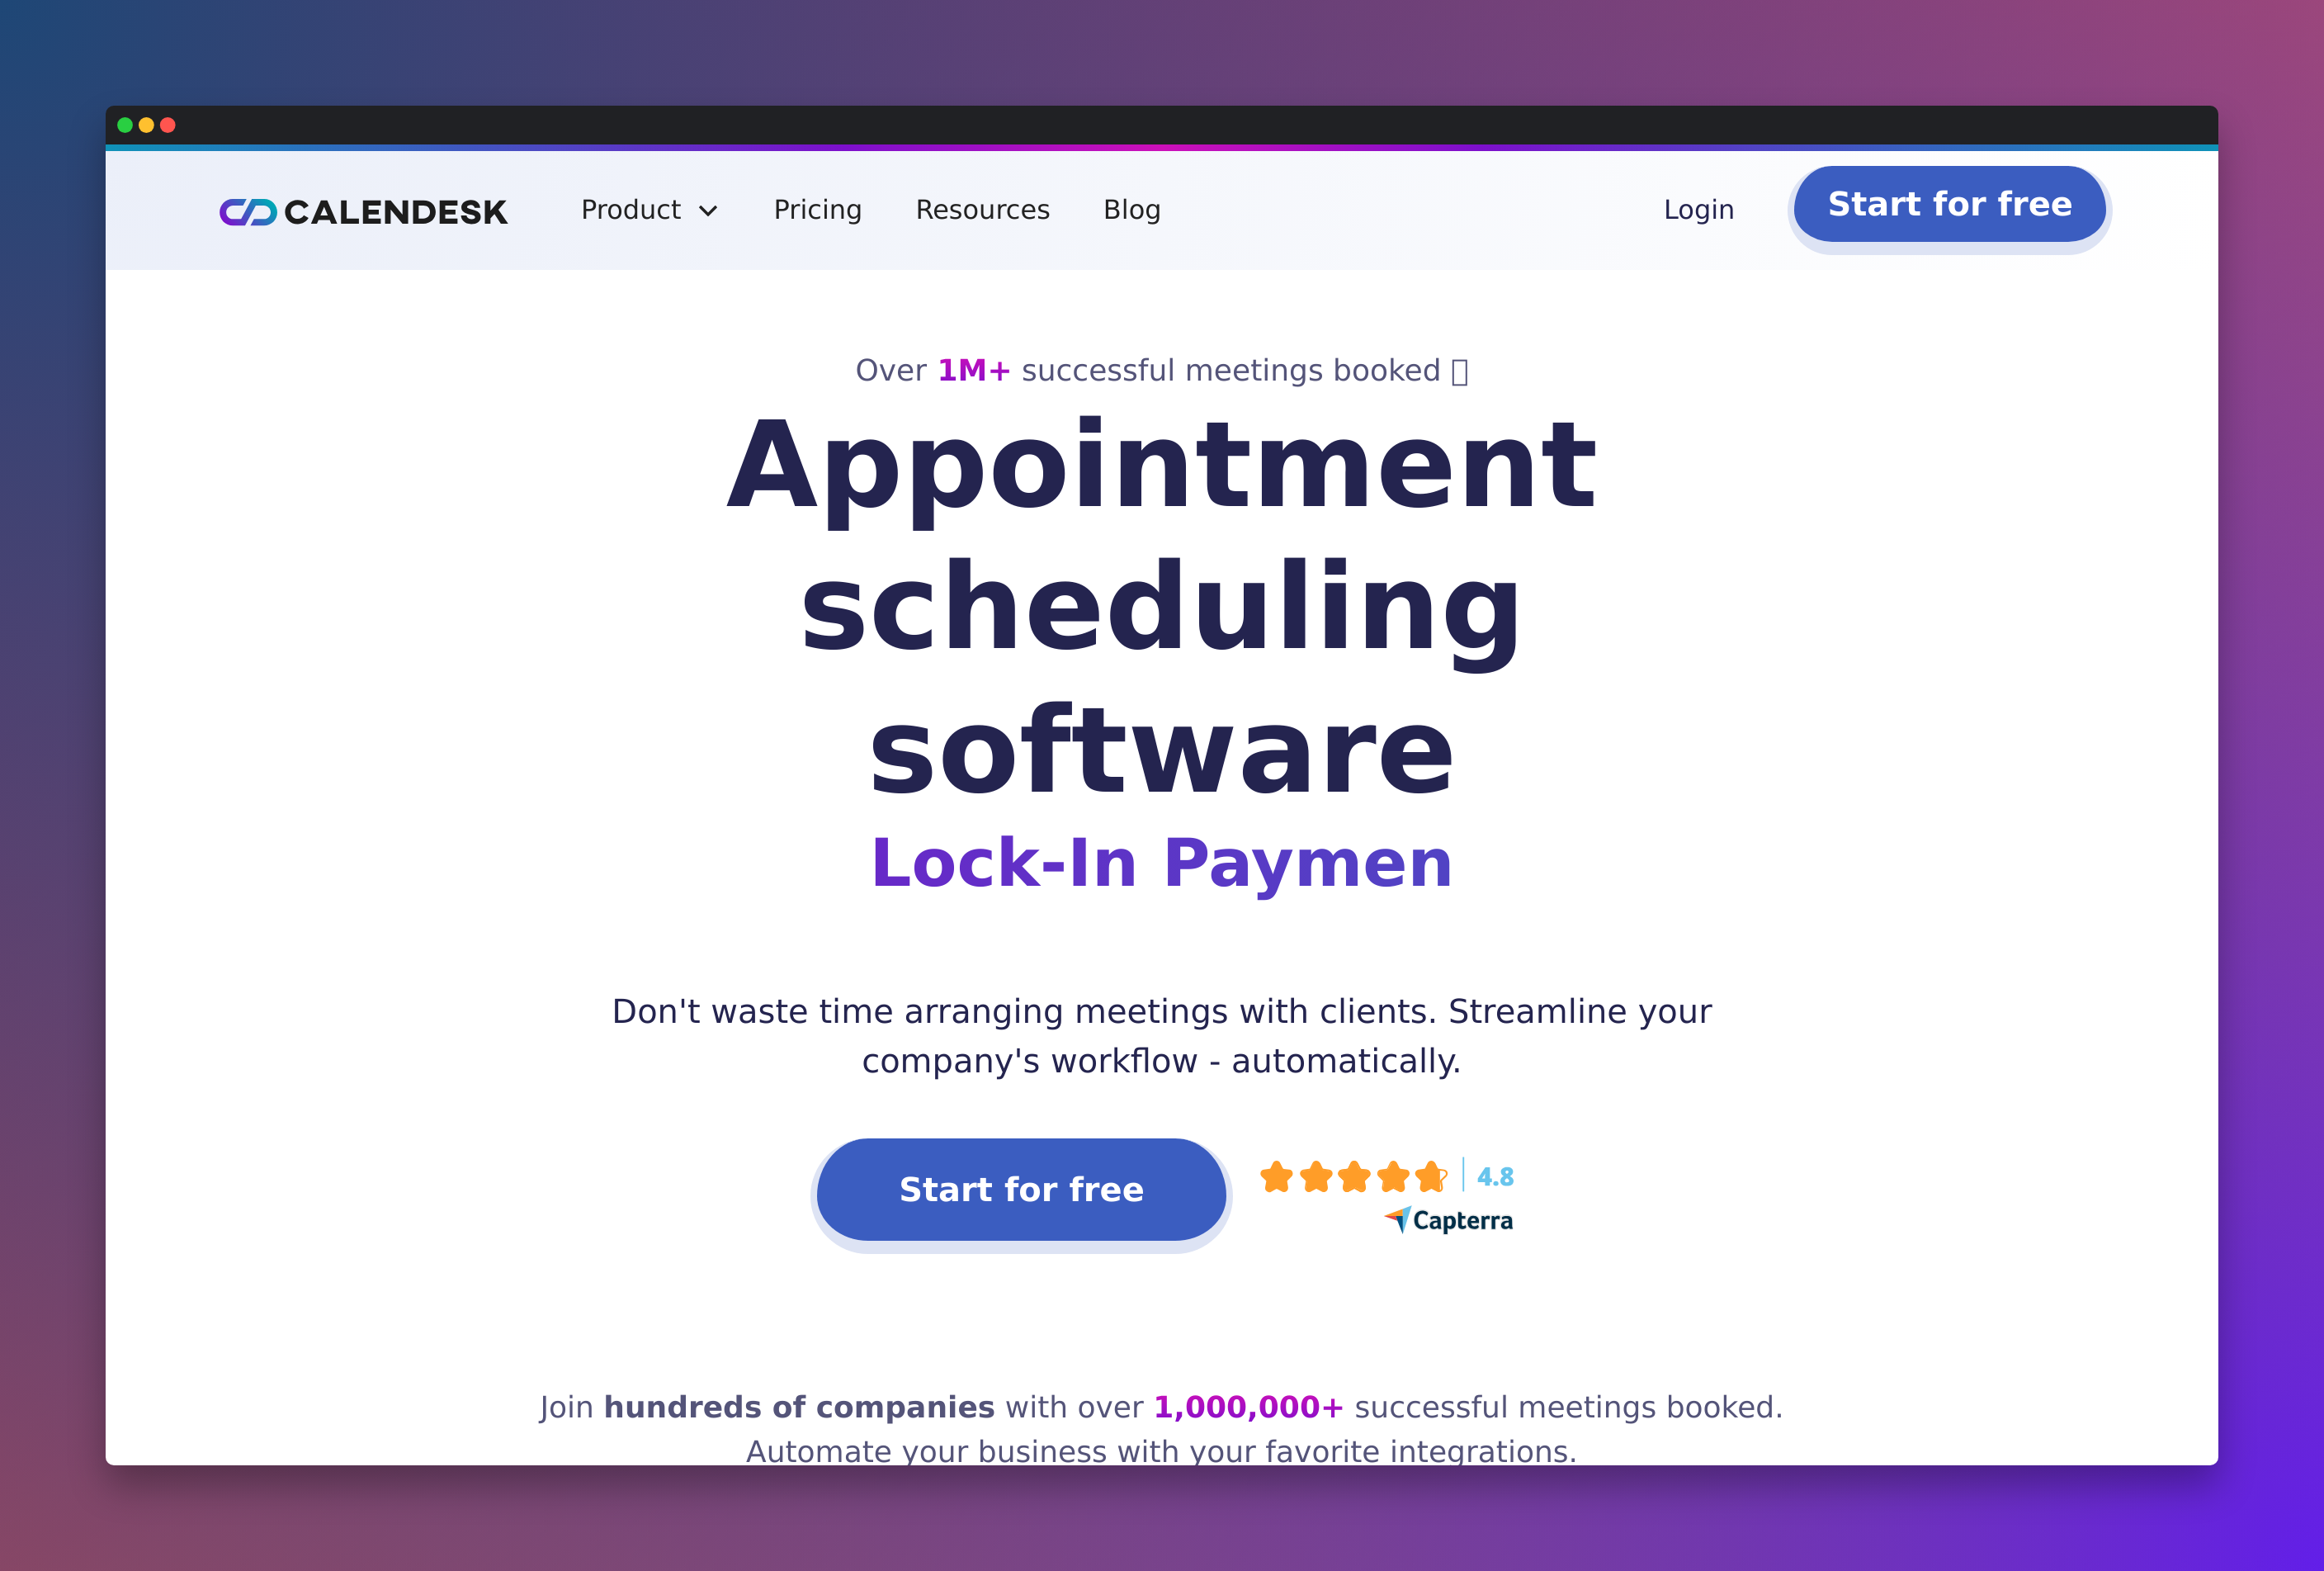 CALENDESK
Product
Pricing
Resources
Blog
Login
Start for free
Over 1M+ successful meetings booked
Appointment
scheduling
software
Lock-In Paymen
Don't waste time arranging meetings with clients. Streamline your
company's workflow - automatically.
Start for free
4.8
Capterra
Join hundreds of companies with over 1,000,000+ successful meetings booked.
Automate your business with your favorite integrations.